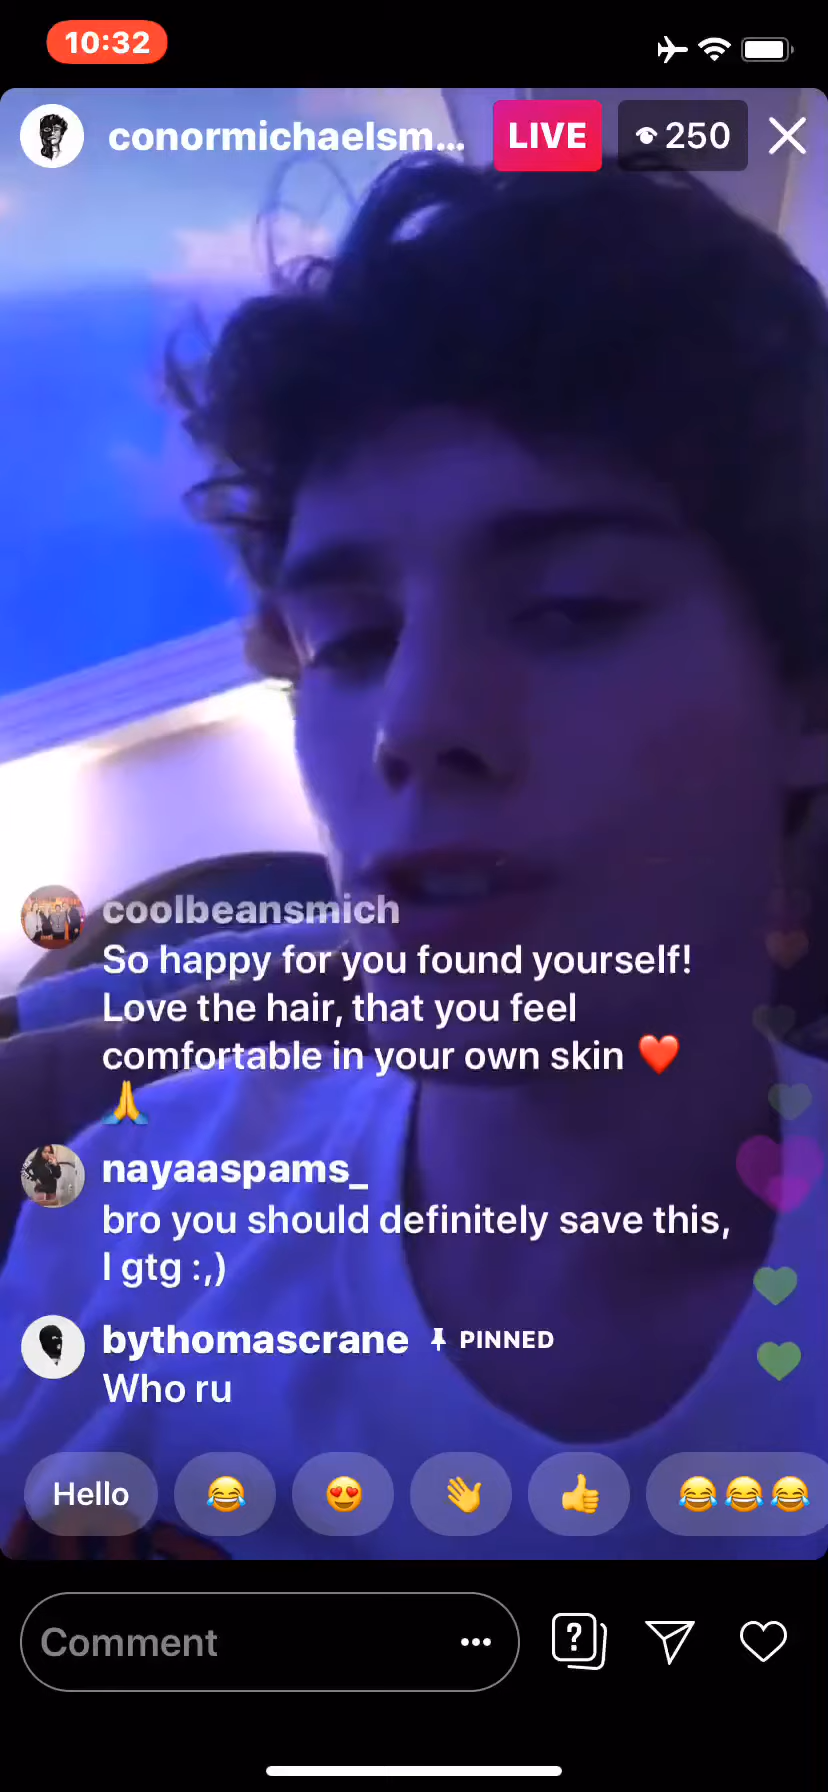 10:32
conormichaelsm...
LIVE
250
coolbeansmich
So happy for you found yourself!
Love the hair, that you feel
comfortable in your own skin ❤️
🙏
nayaaspams_
bro you should definitely save this,
I gtg :,)
bythomascrane PINNED
Who ru
Hello 😂 😍 👋 👍 😂😂😂
Comment ...
?